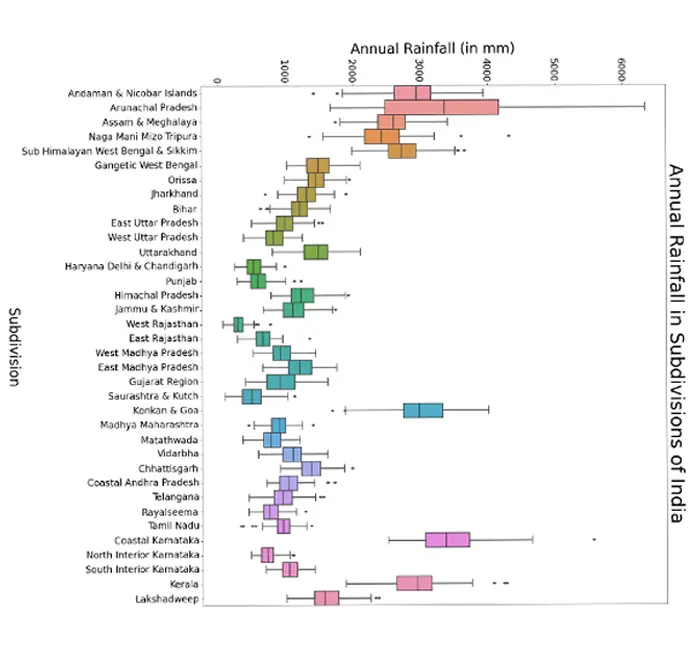 Annual Rainfall in Subdivisions of India
Annual Rainfall (in mm)
0
1000
2000
3000
4000
5000
6000
Andaman & Nicobar Islands
Arunachal Pradesh
Assam & Meghalaya
Naga Mani Mizo Tripura
Sub Himalayan West Bengal & Sikkim
Gangetic West Bengal
Orissa
Jharkhand
Bihar
East Uttar Pradesh
West Uttar Pradesh
Uttarakhand
Haryana Delhi & Chandigarh
Punjab
Himachal Pradesh
Jammu & Kashmir
West Rajasthan
East Rajasthan
West Madhya Pradesh
East Madhya Pradesh
Gujarat Region
Saurashtra & Kutch
Konkan & Goa
Madhya Maharashtra
Matathwada
Vidarbha
Chhattisgarh
Coastal Andhra Pradesh
Telangana
Rayalseema
Tamil Nadu
Coastal Karnataka
North Interior Karnataka
South Interior Karnataka
Kerala
Lakshadweep
Subdivision